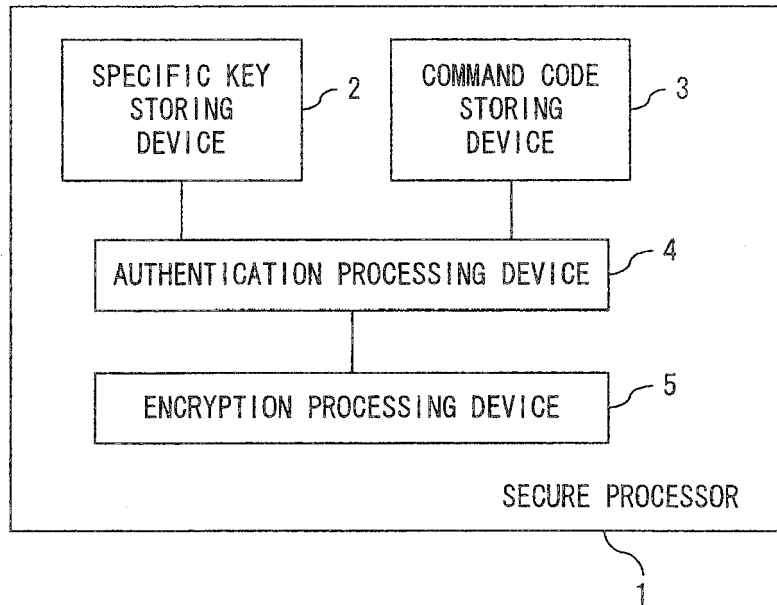 SPECIFIC KEY
STORING
DEVICE
2
COMMAND CODE
STORING
DEVICE
3
AUTHENTICATION PROCESSING DEVICE
4
ENCRYPTION PROCESSING DEVICE
5
SECURE PROCESSOR
1